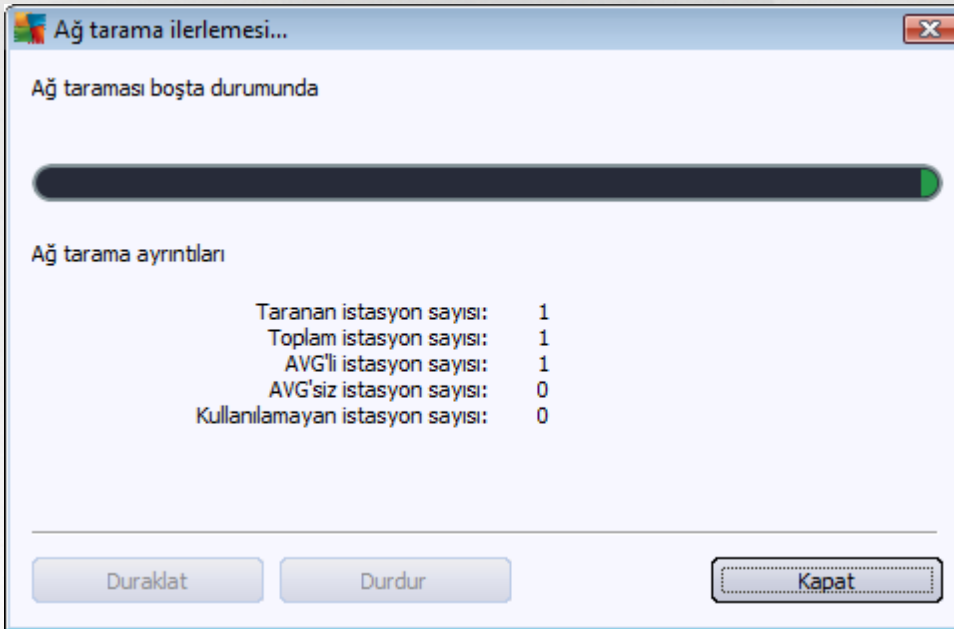 Ağ tarama ilerlemesi...
Ağ taraması boşta durumunda
Ağ tarama ayrıntıları
Taranan istasyon sayısı: 1
Toplam istasyon sayısı: 1
AVG'li istasyon sayısı: 1
AVG'siz istasyon sayısı: 0
Kullanılamayan istasyon sayısı: 0
Duraklat Durdur Kapat